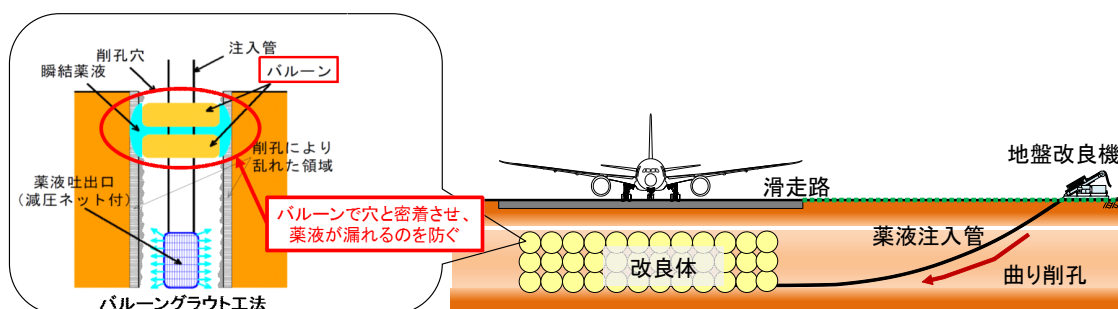 削孔穴
注入管
瞬結薬液
バルーン
削孔により
乱れた領域
薬液吐出口
(減圧ネット付)
バルーンで穴と密着させ、
薬液が漏れるのを防ぐ
バルーングラウト工法
地盤改良機
滑走路
薬液注入管
改良体
曲り削孔